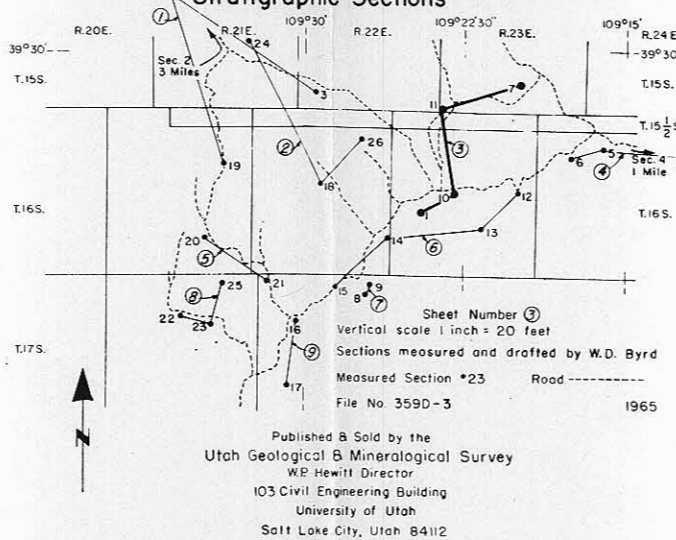 Stratigraphic Sections
109°30' 109°22'30" 109°15'
R.20E. R.21E. R.22E. R.23E. R.24E
39°30' 39°30'
① 24
Sec. 2
3 Miles
T.15S. 3 7 T.15S.
11
T.15½S.
26
② ③
19 6 5 ④ Sec. 4
1 Mile
18 10 12
T.16S. 1 T.16S.
20 14 ⑥ 13
⑤
21 15 9
⑧ 25 8 ⑦
22 23 16
Sheet Number ③
Vertical scale 1 inch = 20 feet
T.17S. ⑨
Sections measured and drafted by W.D. Byrd
17 Measured Section •23 Road
File No. 359D-3 1965
N
Published & Sold by the
Utah Geological & Mineralogical Survey
W.P. Hewitt Director
103 Civil Engineering Building
University of Utah
Salt Lake City, Utah 84112